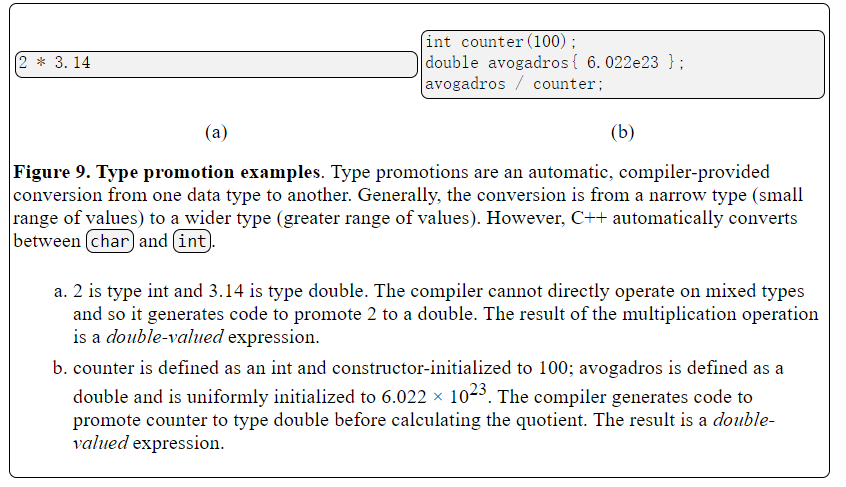 2 * 3.14
int counter(100);
double avogadros{ 6.022e23 };
avogadros / counter;
(a)
(b)
Figure 9. Type promotion examples. Type promotions are an automatic, compiler-provided
conversion from one data type to another. Generally, the conversion is from a narrow type (small
range of values) to a wider type (greater range of values). However, C++ automatically converts
between char and int.
a. 2 is type int and 3.14 is type double. The compiler cannot directly operate on mixed types
and so it generates code to promote 2 to a double. The result of the multiplication operation
is a double-valued expression.
b. counter is defined as an int and constructor-initialized to 100; avogadros is defined as a
double and is uniformly initialized to 6.022 × 10²³. The compiler generates code to
promote counter to type double before calculating the quotient. The result is a double-
valued expression.